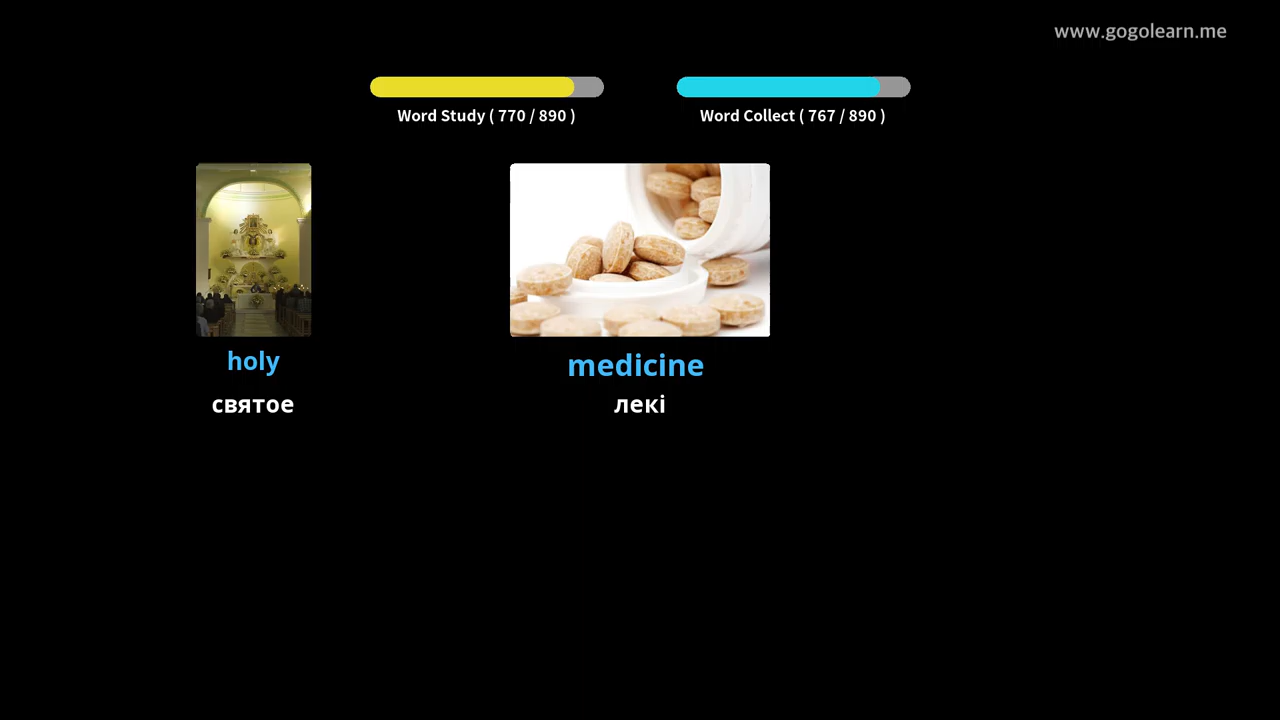 www.gogolearn.me
Word Study ( 770 / 890 )
Word Collect ( 767 / 890 )
holy
medicine
святое
лекі